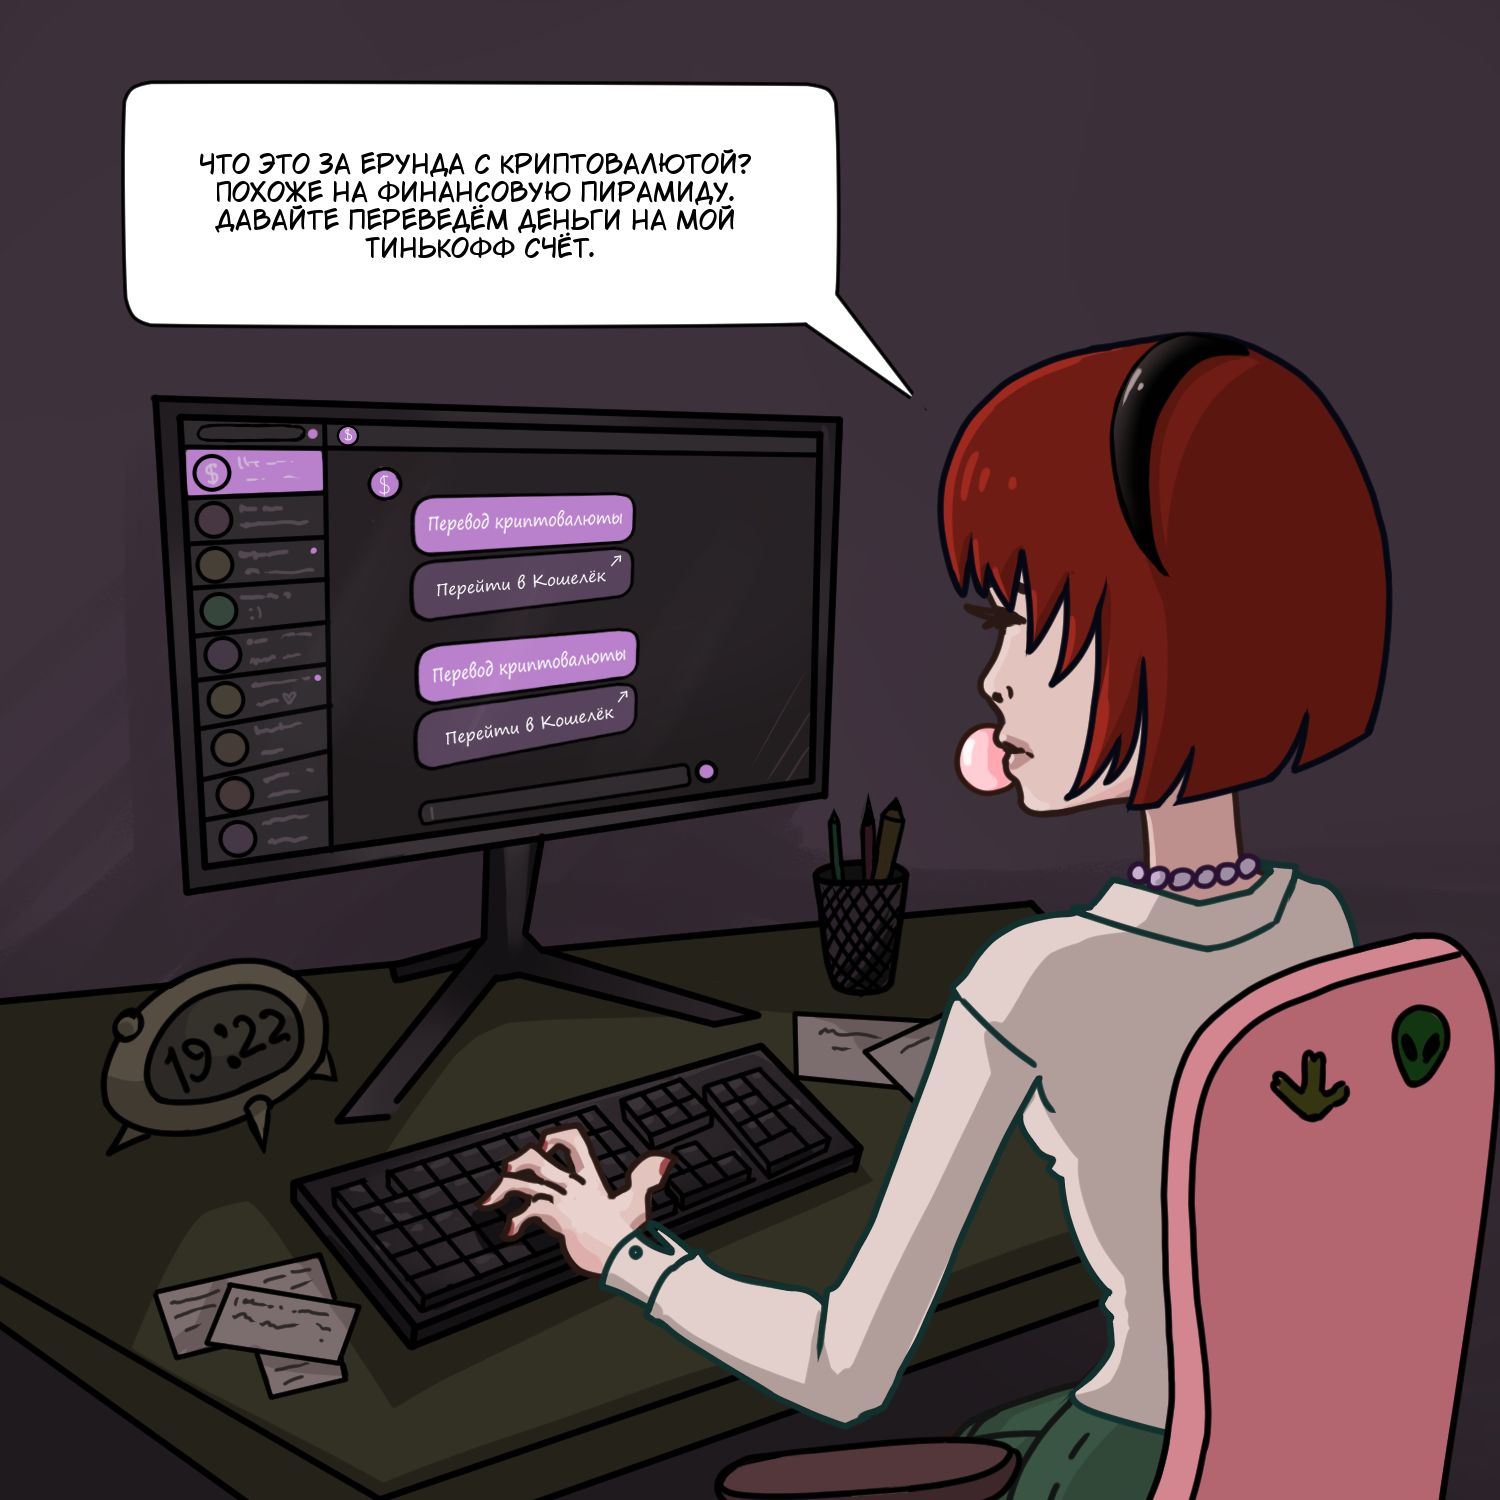 ЧТО ЭТО ЗА ЕРУНДА С КРИПТОВАЛЮТОЙ?
ПОХОЖЕ НА ФИНАНСОВУЮ ПИРАМИДУ.
ДАВАЙТЕ ПЕРЕВЕДЁМ ДЕНЬГИ НА МОЙ
ТИНЬКОФФ СЧЁТ.
$
$
$
Перевод криптовалюты
Перейти в Кошелёк
:)
Перевод криптовалюты
Перейти в Кошелёк
19:22